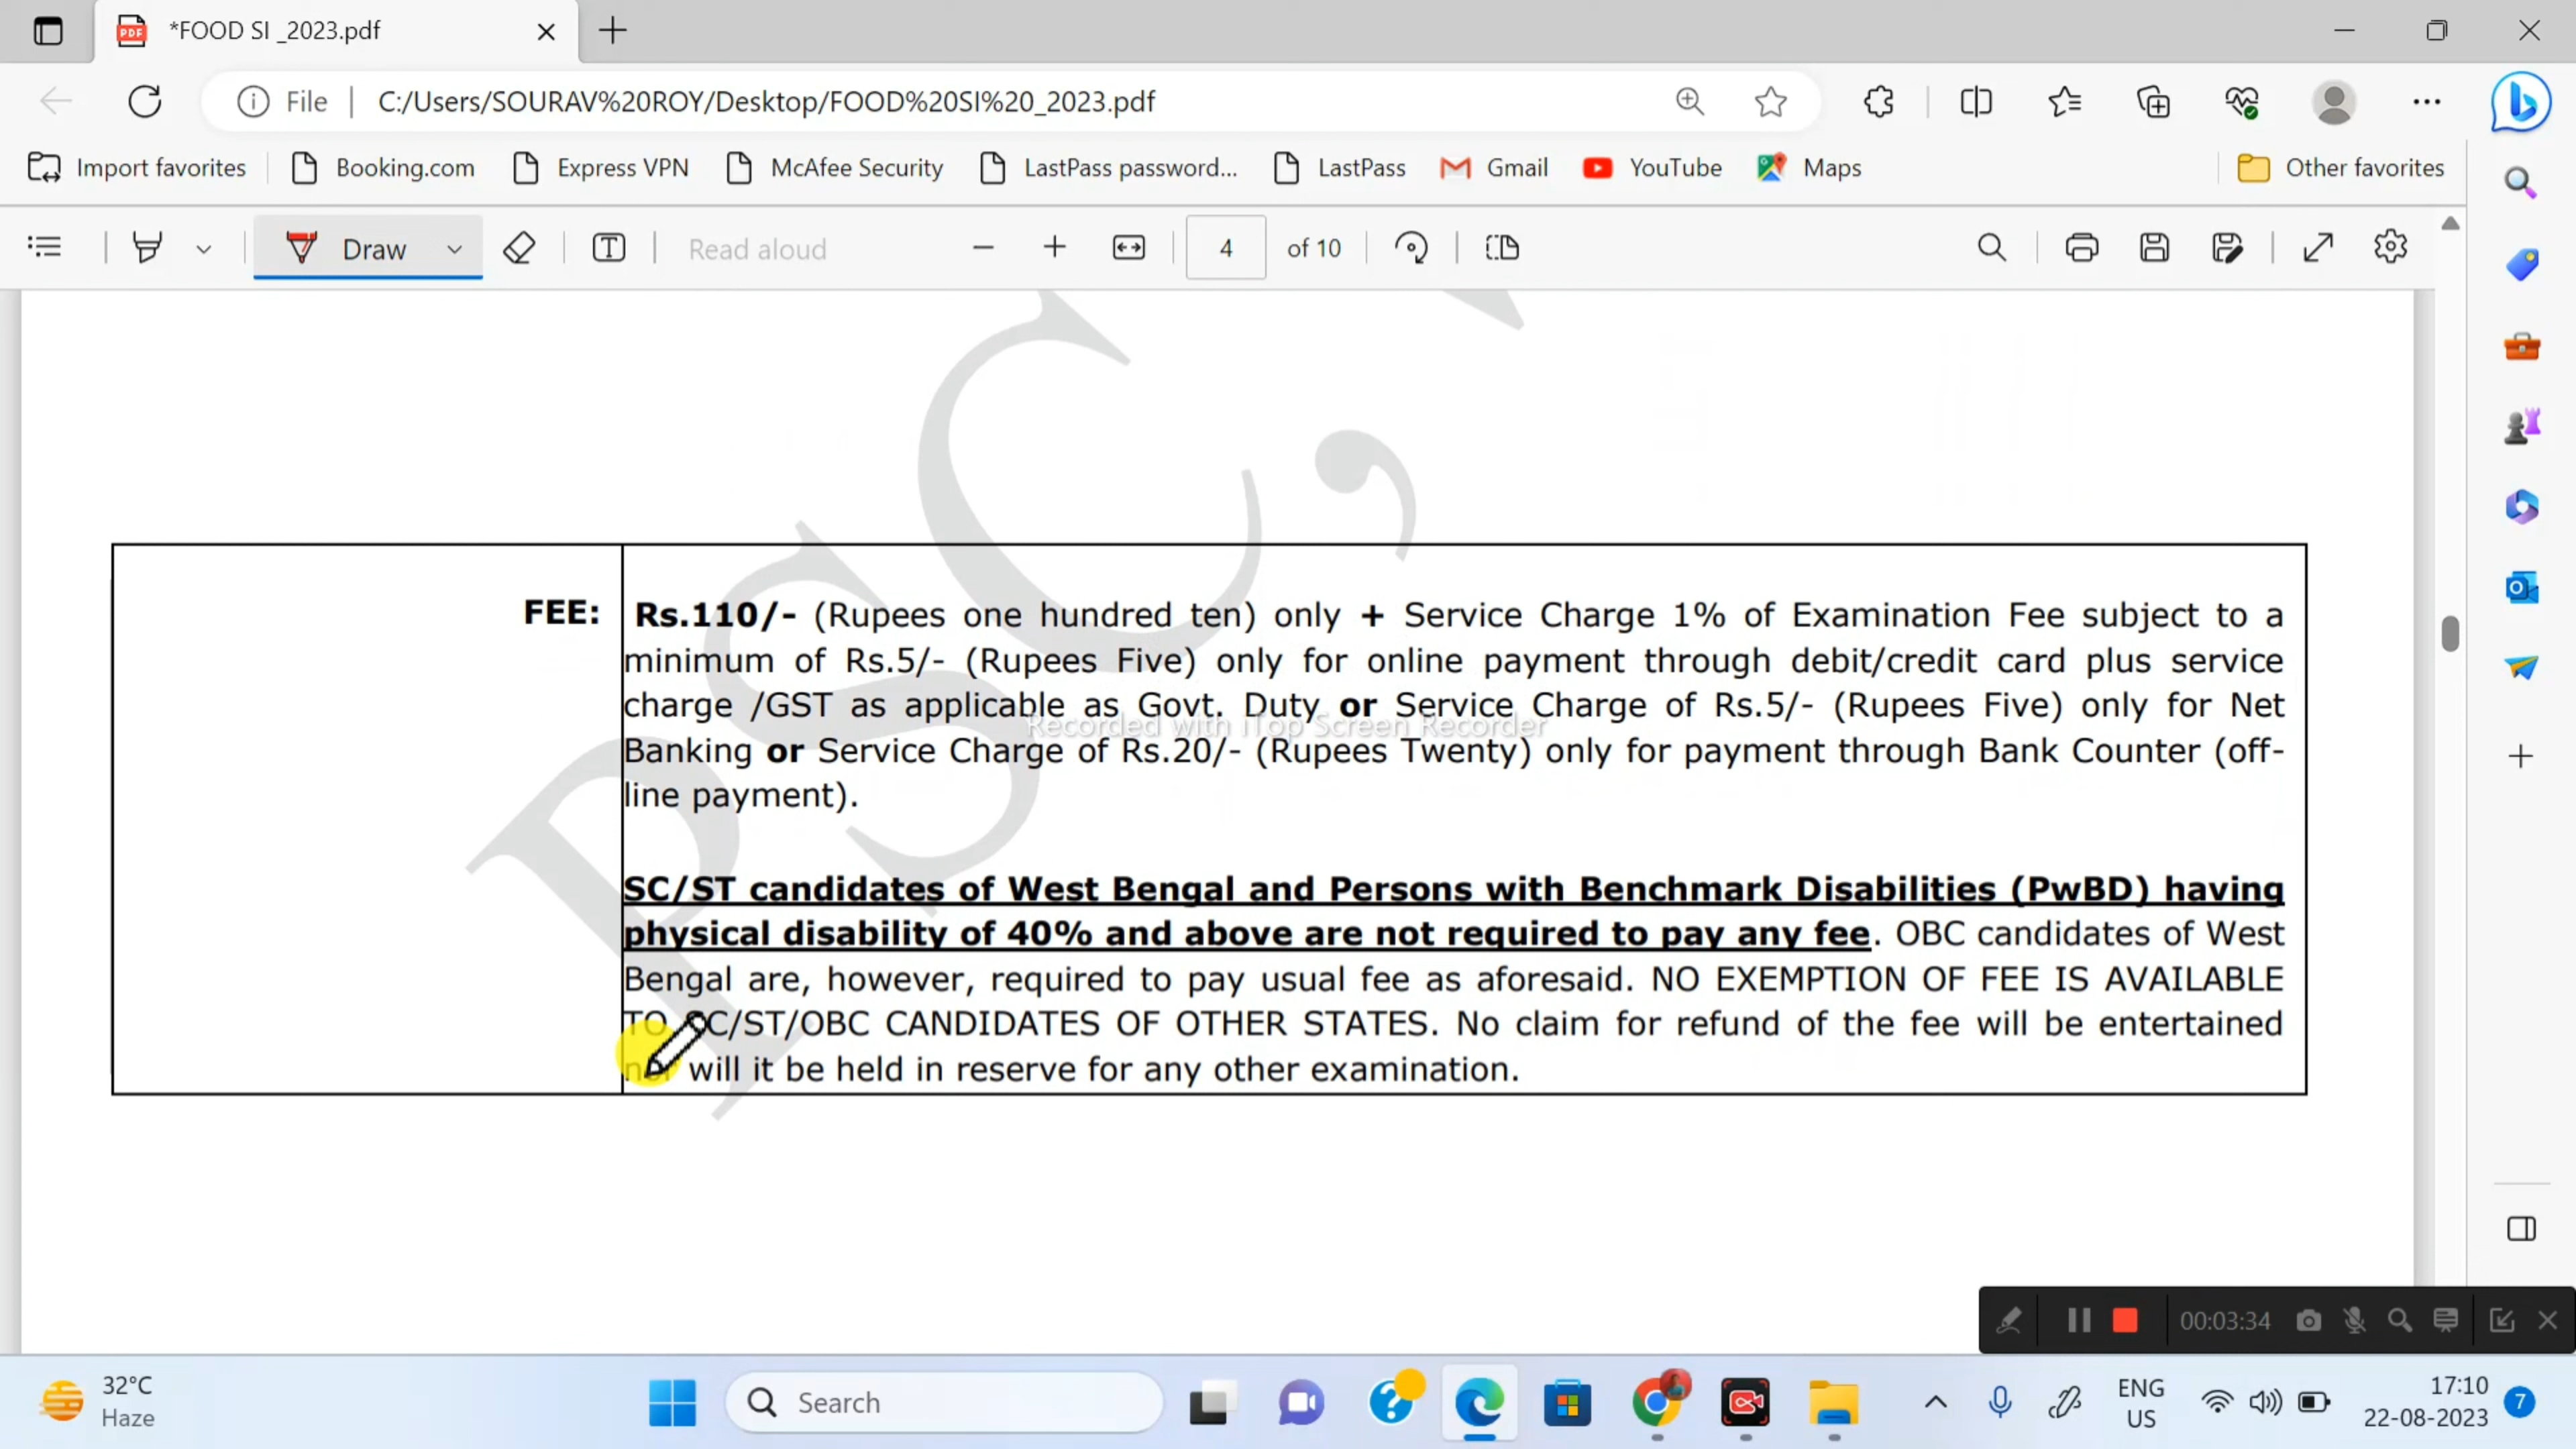 *FOOD SI _2023.pdf
File
C:/Users/SOURAV%20ROY/Desktop/FOOD%20SI%20_2023.pdf
Import favorites
Booking.com
Express VPN
McAfee Security
LastPass password...
LastPass
Gmail
YouTube
Maps
Other favorites
Draw
Read aloud
4
of 10
PSC,
FEE:
Rs.110/- (Rupees one hundred ten) only + Service Charge 1% of Examination Fee subject to a
minimum of Rs.5/- (Rupees Five) only for online payment through debit/credit card plus service
charge /GST as applicable as Govt. Duty or Service Charge of Rs.5/- (Rupees Five) only for Net
Recorded with iTop Screen Recorder
Banking or Service Charge of Rs.20/- (Rupees Twenty) only for payment through Bank Counter (off-
line payment).
SC/ST candidates of West Bengal and Persons with Benchmark Disabilities (PwBD) having
physical disability of 40% and above are not required to pay any fee. OBC candidates of West
Bengal are, however, required to pay usual fee as aforesaid. NO EXEMPTION OF FEE IS AVAILABLE
TO SC/ST/OBC CANDIDATES OF OTHER STATES. No claim for refund of the fee will be entertained
nor will it be held in reserve for any other examination.
00:03:34
32°C
Haze
Search
ENG
US
17:10
22-08-2023
7